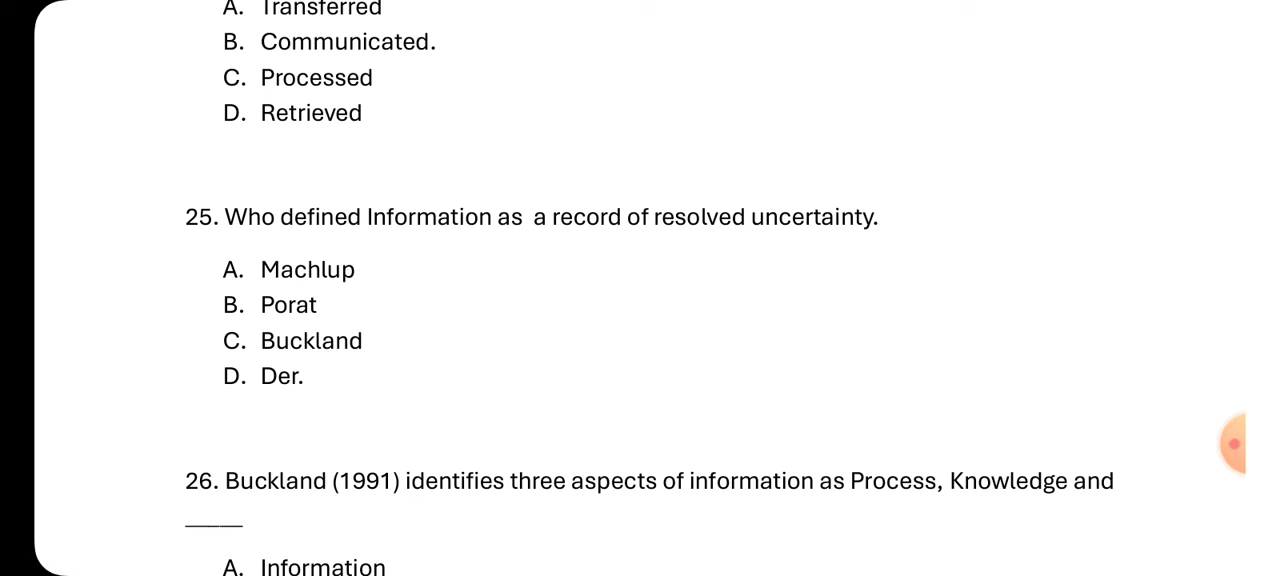 A. Transferred
B. Communicated.
C. Processed
D. Retrieved
25. Who defined Information as  a record of resolved uncertainty.
A. Machlup
B. Porat
C. Buckland
D. Der.
26. Buckland (1991) identifies three aspects of information as Process, Knowledge and
_____
A. Information